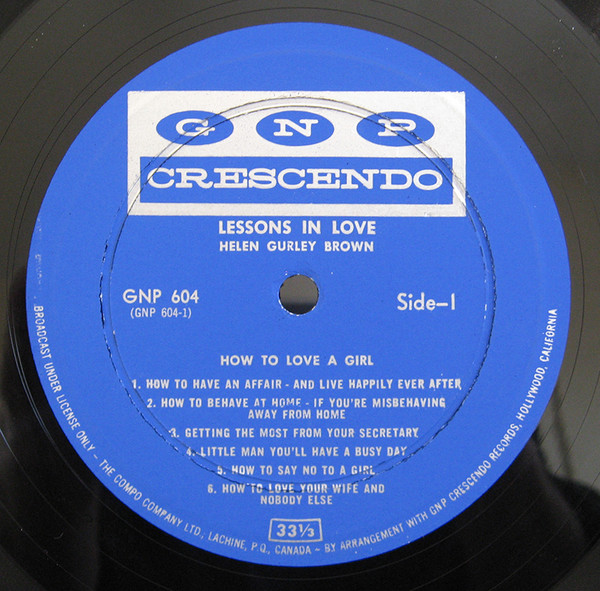 GNP
CRESCENDO
LESSONS IN LOVE
HELEN GURLEY BROWN
GNP 604
(GNP 604-1)
Side-1
HOW TO LOVE A GIRL
1. HOW TO HAVE AN AFFAIR - AND LIVE HAPPILY EVER AFTER
2. HOW TO BEHAVE AT HOME - IF YOU'RE MISBEHAVING
AWAY FROM HOME
3. GETTING THE MOST FROM YOUR SECRETARY
4. LITTLE MAN YOU'LL HAVE A BUSY DAY
5. HOW TO SAY NO TO A GIRL
6. HOW TO LOVE YOUR WIFE AND
NOBODY ELSE
33⅓
BROADCAST UNDER LICENSE ONLY - THE COMPO COMPANY LTD., LACHINE, P.Q., CANADA - BY ARRANGEMENT WITH GNP CRESCENDO RECORDS, HOLLYWOOD, CALIFORNIA